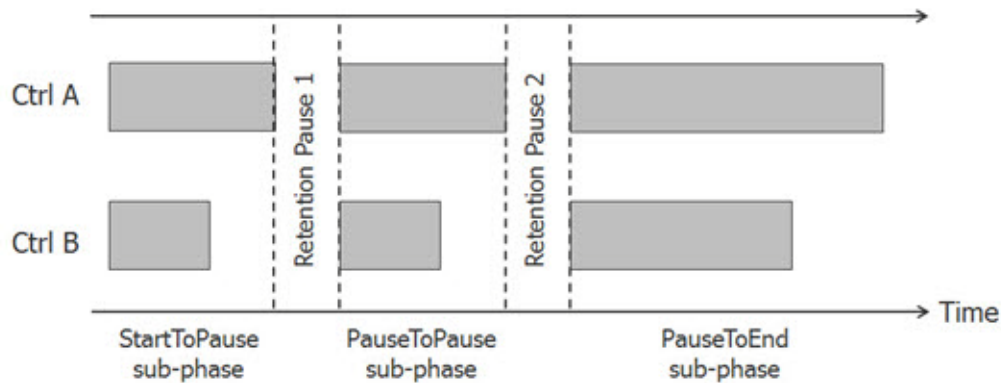 Ctrl A
Retention Pause 1
Retention Pause 2
Ctrl B
Time
StartToPause
sub-phase
PauseToPause
sub-phase
PauseToEnd
sub-phase